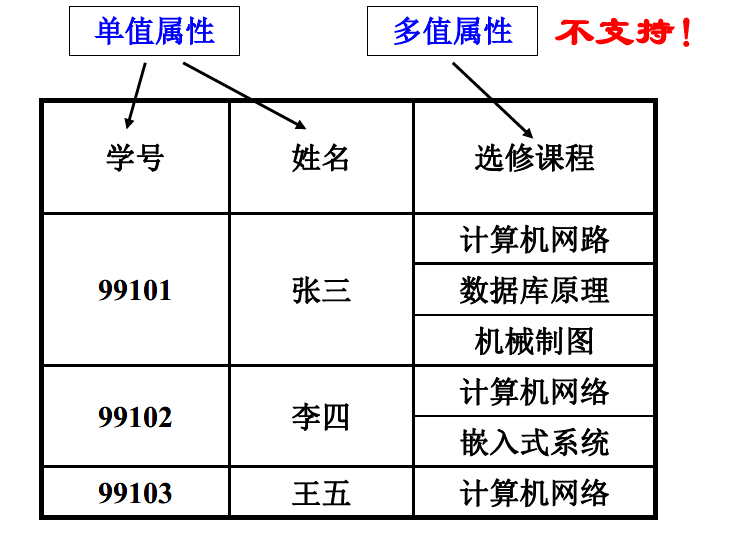 单值属性 多值属性 不支持！
学号 姓名 选修课程
计算机网路
99101 张三 数据库原理
机械制图
计算机网络
99102 李四
嵌入式系统
99103 王五 计算机网络